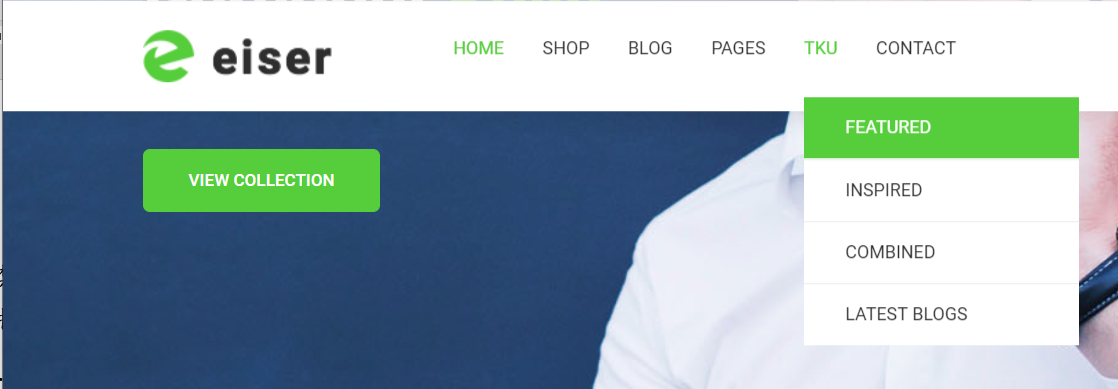 eiser
HOME SHOP BLOG PAGES TKU CONTACT
VIEW COLLECTION
FEATURED
INSPIRED
COMBINED
LATEST BLOGS